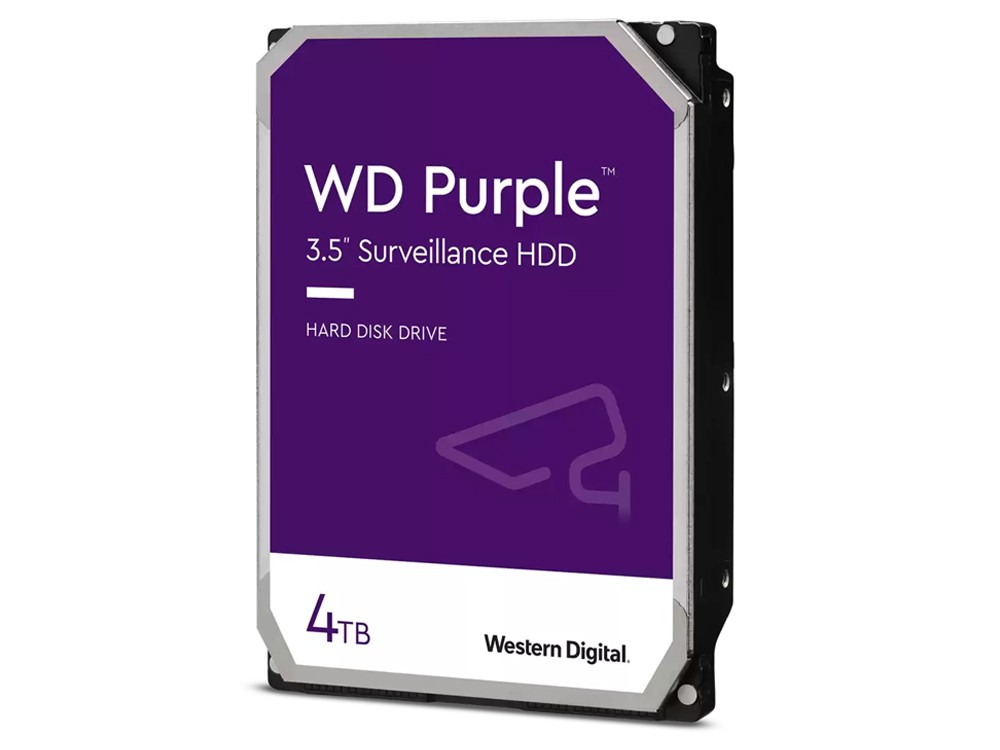 WD Purple™
3.5" Surveillance HDD
HARD DISK DRIVE
4TB
Western Digital.